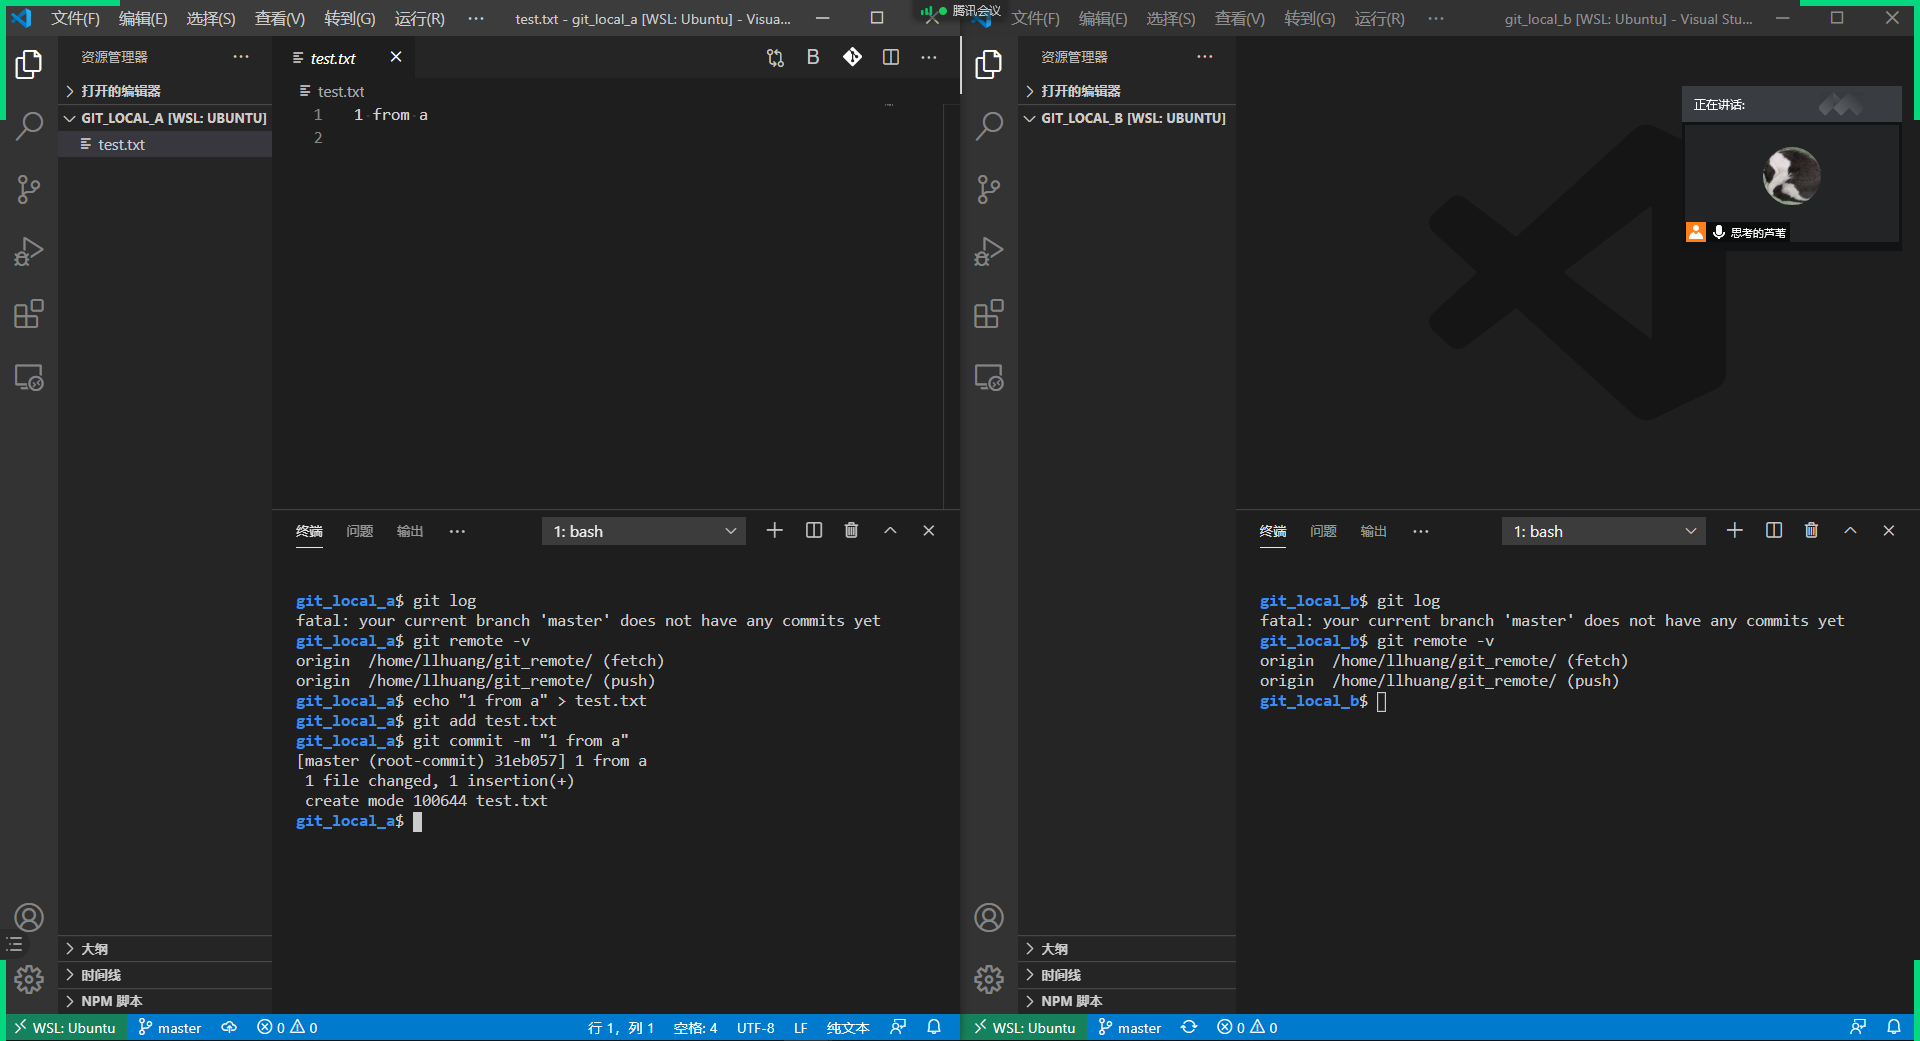 文件(F) 编辑(E) 选择(S) 查看(V) 转到(G) 运行(R) ··· test.txt - git_local_a [WSL: Ubuntu] - Visua...
资源管理器 ···
打开的编辑器
GIT_LOCAL_A [WSL: UBUNTU]
test.txt
大纲
时间线
NPM 脚本
test.txt
B
test.txt
1 1 from a
2
终端 问题 输出 ··· 1: bash
git_local_a$ git log
fatal: your current branch 'master' does not have any commits yet
git_local_a$ git remote -v
origin  /home/llhuang/git_remote/ (fetch)
origin  /home/llhuang/git_remote/ (push)
git_local_a$ echo "1 from a" > test.txt
git_local_a$ git add test.txt
git_local_a$ git commit -m "1 from a"
[master (root-commit) 31eb057] 1 from a
 1 file changed, 1 insertion(+)
 create mode 100644 test.txt
git_local_a$
WSL: Ubuntu master 0 0 行 1, 列 1 空格: 4 UTF-8 LF 纯文本
腾讯会议
文件(F) 编辑(E) 选择(S) 查看(V) 转到(G) 运行(R) ··· git_local_b [WSL: Ubuntu] - Visual Stu...
资源管理器 ···
打开的编辑器
GIT_LOCAL_B [WSL: UBUNTU]
大纲
时间线
NPM 脚本
正在讲话:
思考的芦苇
终端 问题 输出 ··· 1: bash
git_local_b$ git log
fatal: your current branch 'master' does not have any commits yet
git_local_b$ git remote -v
origin  /home/llhuang/git_remote/ (fetch)
origin  /home/llhuang/git_remote/ (push)
git_local_b$
WSL: Ubuntu master 0 0